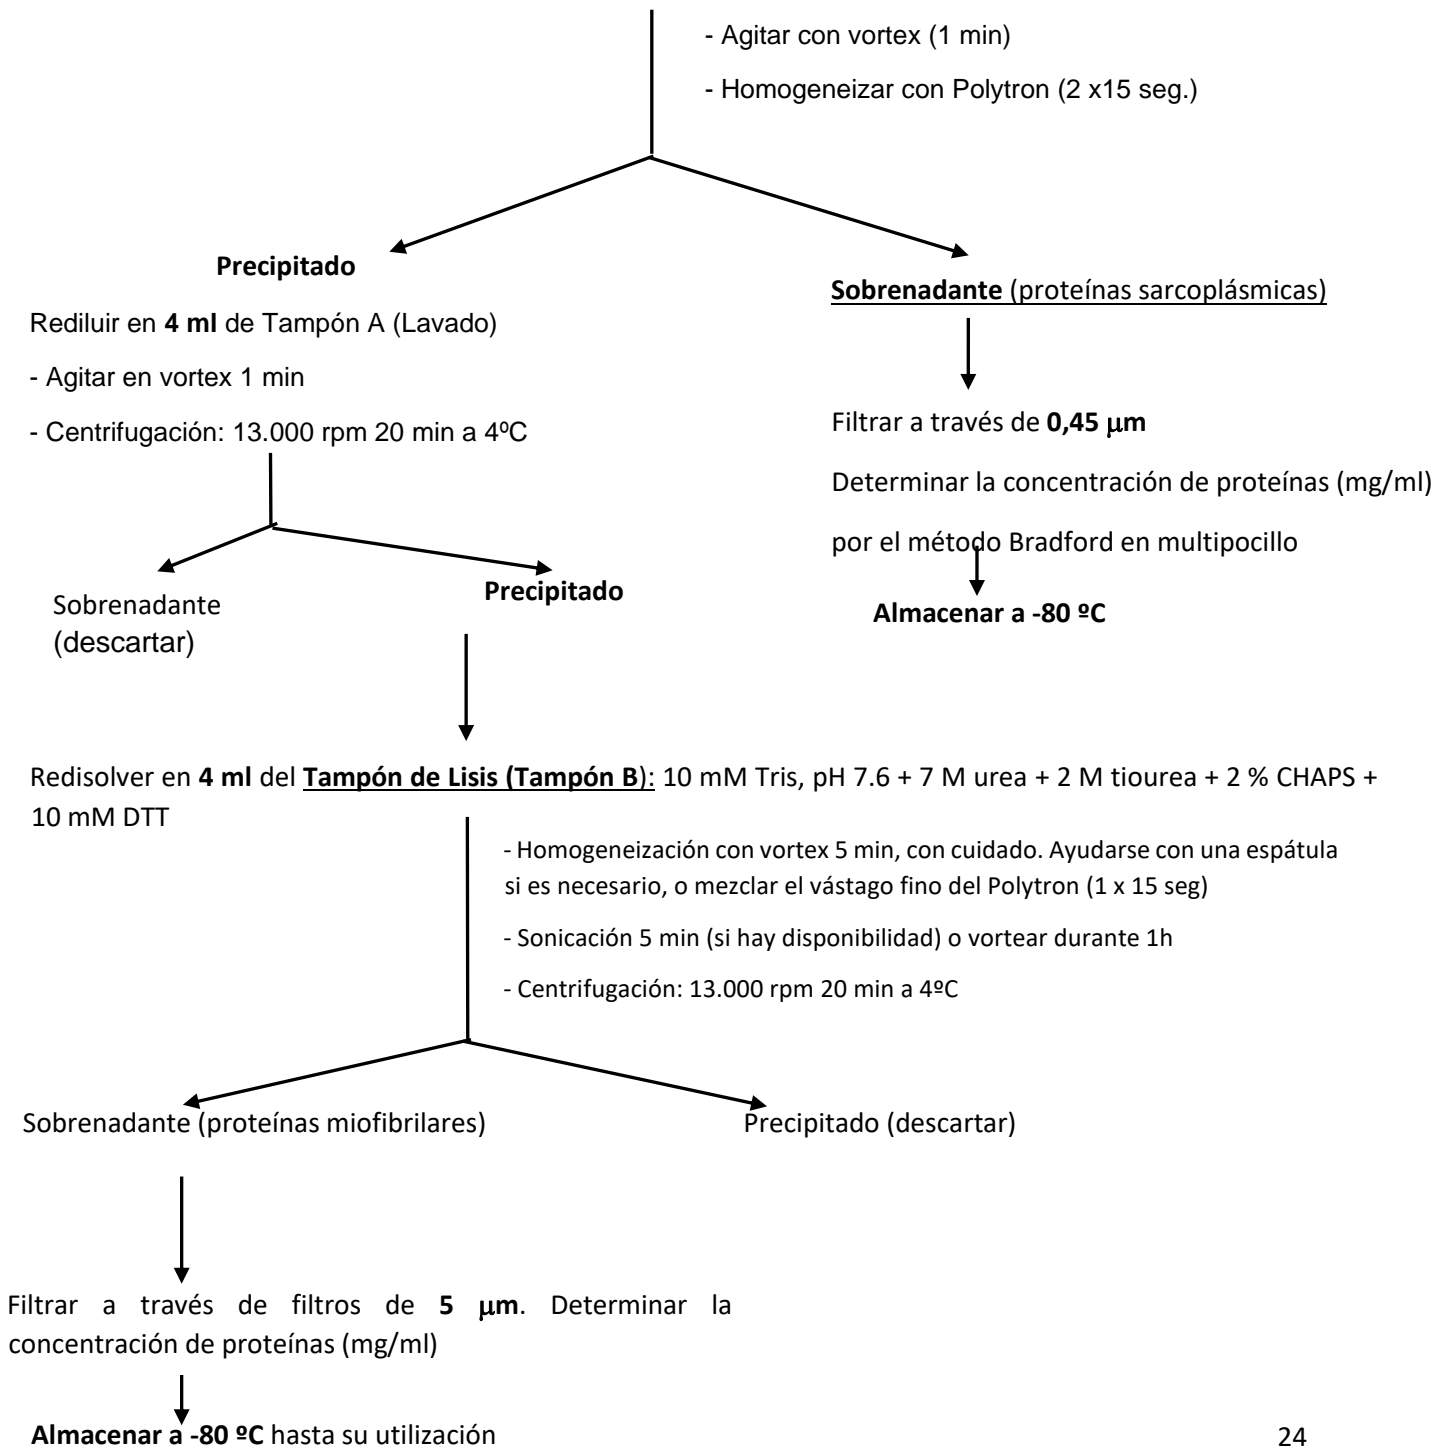 - Agitar con vortex (1 min)
- Homogeneizar con Polytron (2 x15 seg.)
Precipitado
Rediluir en 4 ml de Tampón A (Lavado)
- Agitar en vortex 1 min
- Centrifugación: 13.000 rpm 20 min a 4ºC
Sobrenadante (proteínas sarcoplásmicas)
Filtrar a través de 0,45 µm
Determinar la concentración de proteínas (mg/ml)
por el método Bradford en multipocillo
Almacenar a -80 ºC
Sobrenadante
(descartar)
Precipitado
Redisolver en 4 ml del Tampón de Lisis (Tampón B): 10 mM Tris, pH 7.6 + 7 M urea + 2 M tiourea + 2 % CHAPS +
10 mM DTT
- Homogeneización con vortex 5 min, con cuidado. Ayudarse con una espátula
si es necesario, o mezclar el vástago fino del Polytron (1 x 15 seg)
- Sonicación 5 min (si hay disponibilidad) o vortear durante 1h
- Centrifugación: 13.000 rpm 20 min a 4ºC
Sobrenadante (proteínas miofibrilares)
Precipitado (descartar)
Filtrar a través de filtros de 5 µm. Determinar la
concentración de proteínas (mg/ml)
Almacenar a -80 ºC hasta su utilización
24